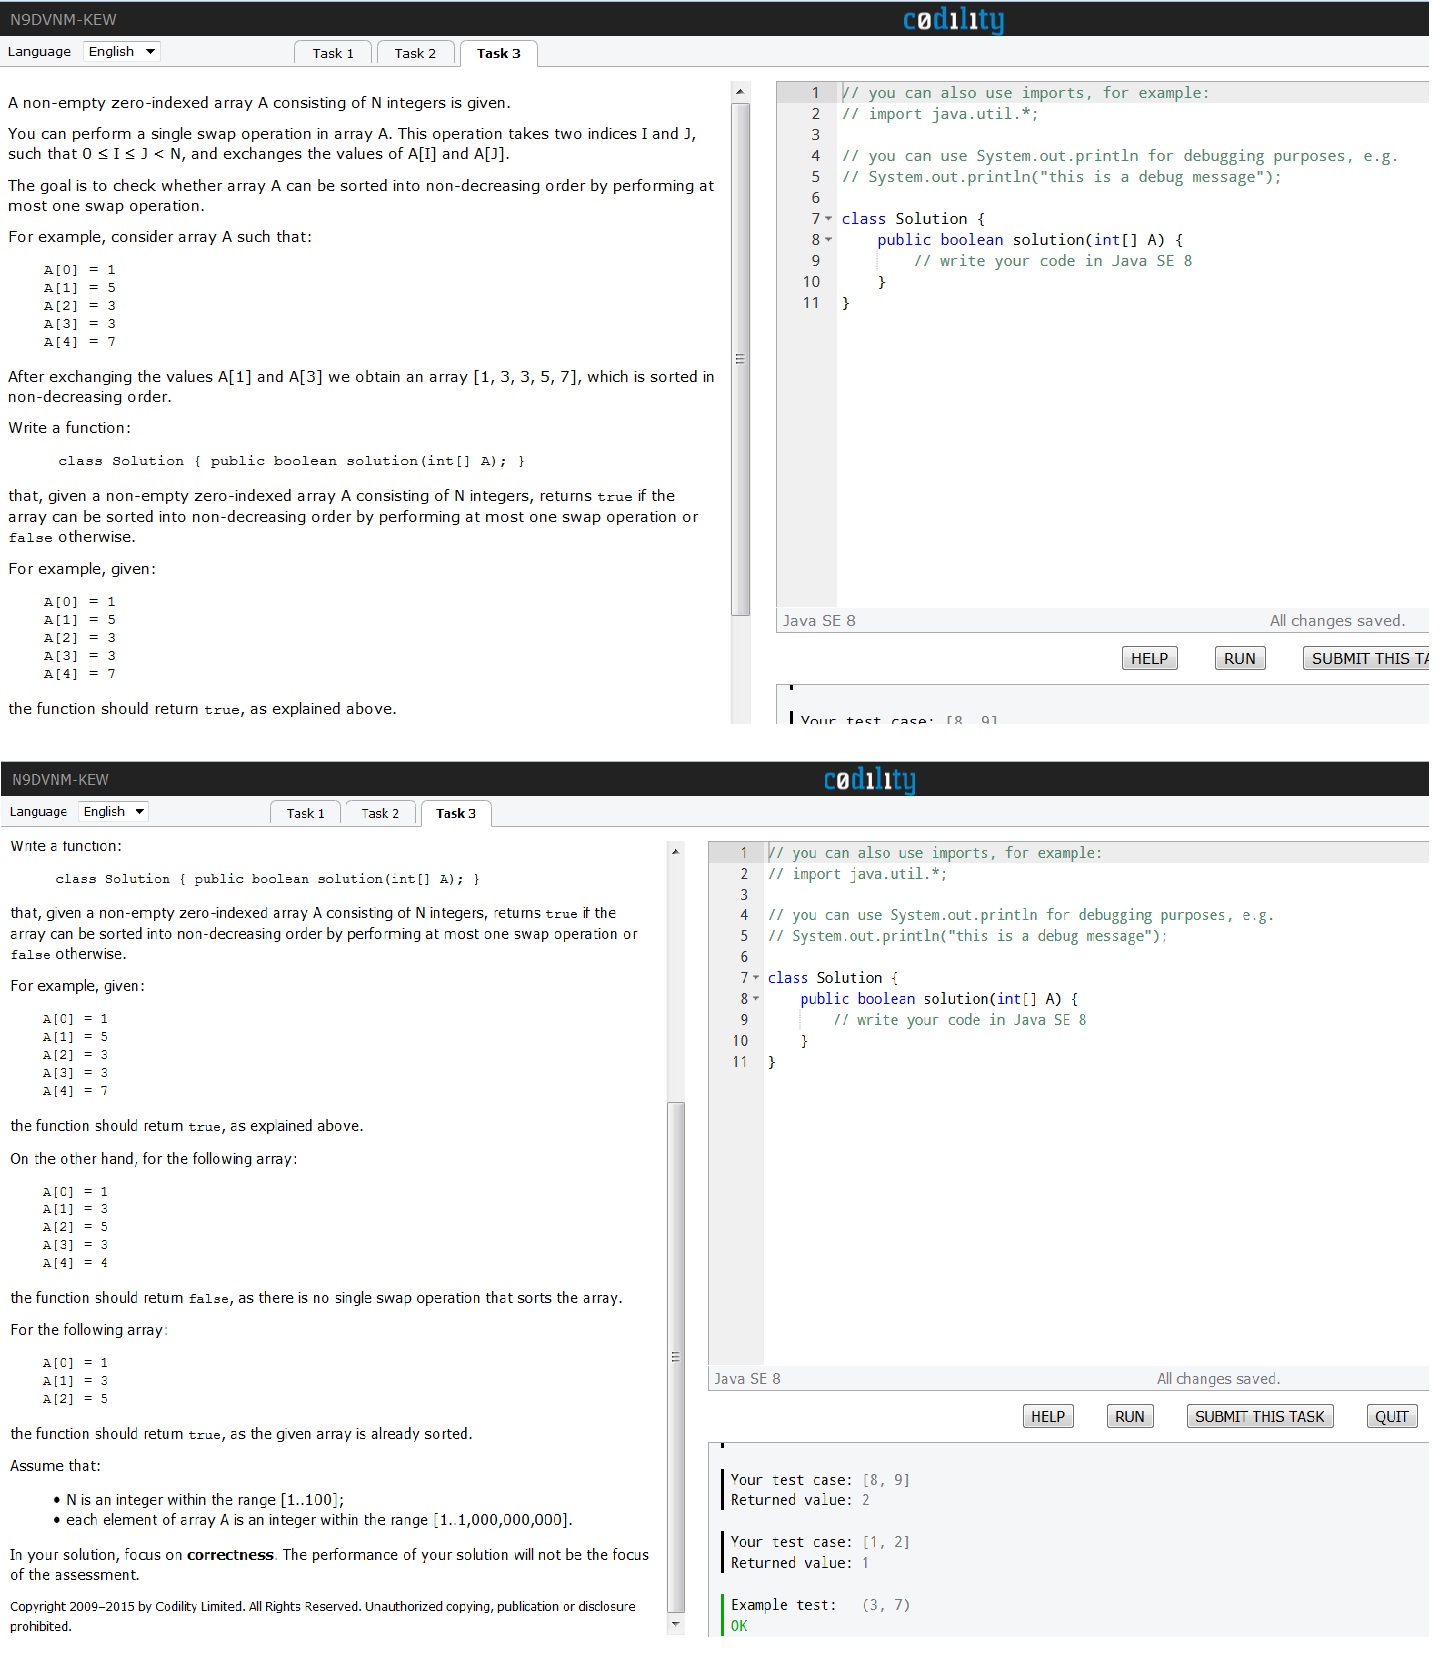 N9DVNM-KEW
codility
Language English
Task 1 Task 2 Task 3
A non-empty zero-indexed array A consisting of N integers is given.
You can perform a single swap operation in array A. This operation takes two indices I and J,
such that 0 ≤ I ≤ J < N, and exchanges the values of A[I] and A[J].
The goal is to check whether array A can be sorted into non-decreasing order by performing at
most one swap operation.
For example, consider array A such that:
A[0] = 1
A[1] = 5
A[2] = 3
A[3] = 3
A[4] = 7
After exchanging the values A[1] and A[3] we obtain an array [1, 3, 3, 5, 7], which is sorted in
non-decreasing order.
Write a function:
class Solution { public boolean solution(int[] A); }
that, given a non-empty zero-indexed array A consisting of N integers, returns true if the
array can be sorted into non-decreasing order by performing at most one swap operation or
false otherwise.
For example, given:
A[0] = 1
A[1] = 5
A[2] = 3
A[3] = 3
A[4] = 7
the function should return true, as explained above.
1 // you can also use imports, for example:
2 // import java.util.*;
3
4 // you can use System.out.println for debugging purposes, e.g.
5 // System.out.println("this is a debug message");
6
7 class Solution {
8 public boolean solution(int[] A) {
9 // write your code in Java SE 8
10 }
11 }
Java SE 8 All changes saved.
HELP RUN SUBMIT THIS TA
Your test case: [8, 9]
N9DVNM-KEW
codility
Language English
Task 1 Task 2 Task 3
Write a function:
class Solution { public boolean solution(int[] A); }
that, given a non-empty zero-indexed array A consisting of N integers, returns true if the
array can be sorted into non-decreasing order by performing at most one swap operation or
false otherwise.
For example, given:
A[0] = 1
A[1] = 5
A[2] = 3
A[3] = 3
A[4] = 7
the function should return true, as explained above.
On the other hand, for the following array:
A[0] = 1
A[1] = 3
A[2] = 5
A[3] = 3
A[4] = 4
the function should return false, as there is no single swap operation that sorts the array.
For the following array:
A[0] = 1
A[1] = 3
A[2] = 5
the function should return true, as the given array is already sorted.
Assume that:
• N is an integer within the range [1..100];
• each element of array A is an integer within the range [1..1,000,000,000].
In your solution, focus on correctness. The performance of your solution will not be the focus
of the assessment.
Copyright 2009–2015 by Codility Limited. All Rights Reserved. Unauthorized copying, publication or disclosure
prohibited.
1 // you can also use imports, for example:
2 // import java.util.*;
3
4 // you can use System.out.println for debugging purposes, e.g.
5 // System.out.println("this is a debug message");
6
7 class Solution {
8 public boolean solution(int[] A) {
9 // write your code in Java SE 8
10 }
11 }
Java SE 8 All changes saved.
HELP RUN SUBMIT THIS TASK QUIT
Your test case: [8, 9]
Returned value: 2
Your test case: [1, 2]
Returned value: 1
Example test: (3, 7)
OK